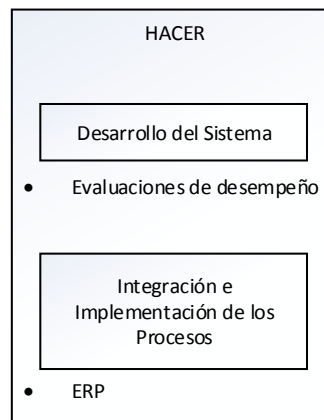 HACER
Desarrollo del Sistema
• Evaluaciones de desempeño
Integración e
Implementación de los
Procesos
• ERP